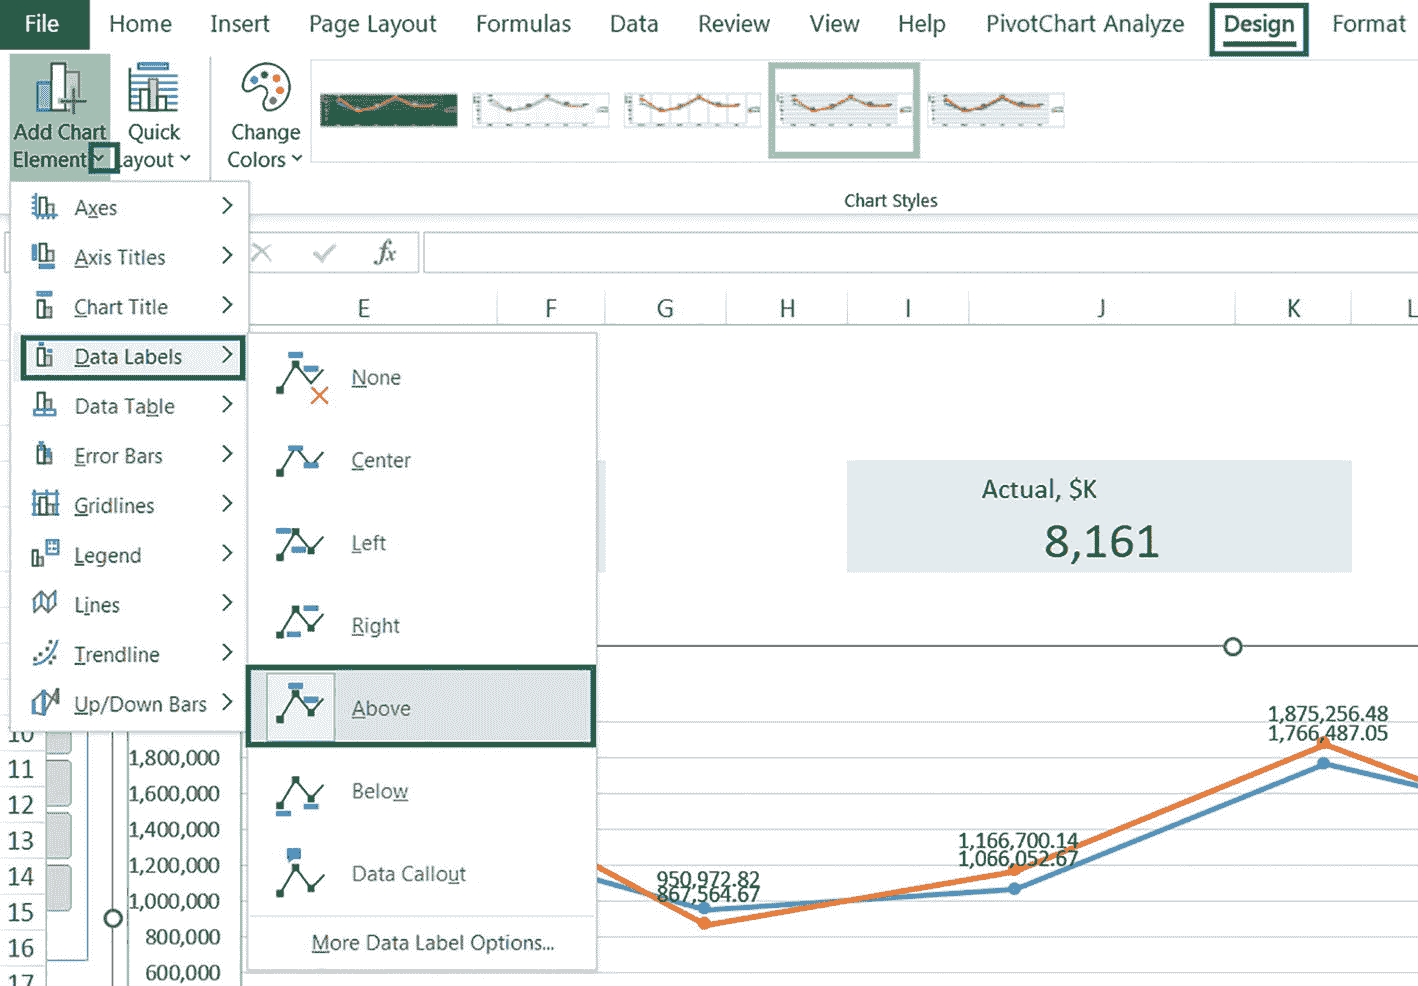 File Home Insert Page Layout Formulas Data Review View Help PivotChart Analyze Design Format
Add Chart Element
Quick Layout
Change Colors
Chart Styles
Axes
Axis Titles
Chart Title
Data Labels
Data Table
Error Bars
Gridlines
Legend
Lines
Trendline
Up/Down Bars
fx
E F G H I J K L
None
Center
Left
Right
Above
Below
Data Callout
More Data Label Options...
Actual, $K
8,161
10
11
12
13
14
15
16
17
1,800,000
1,600,000
1,400,000
1,200,000
1,000,000
800,000
600,000
950,972.82
867,564.67
1,166,700.14
1,066,052.67
1,875,256.48
1,766,487.05